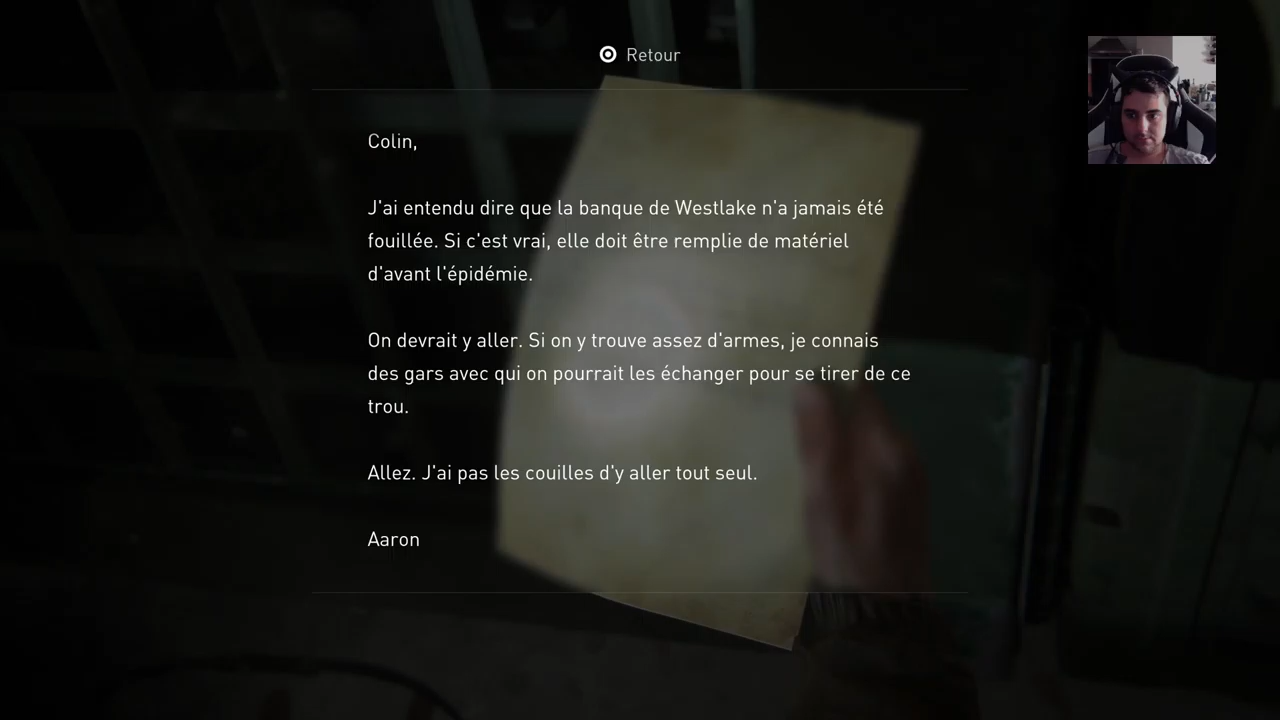 Retour
Colin,
J'ai entendu dire que la banque de Westlake n'a jamais été
fouillée. Si c'est vrai, elle doit être remplie de matériel
d'avant l'épidémie.
On devrait y aller. Si on y trouve assez d'armes, je connais
des gars avec qui on pourrait les échanger pour se tirer de ce
trou.
Allez. J'ai pas les couilles d'y aller tout seul.
Aaron